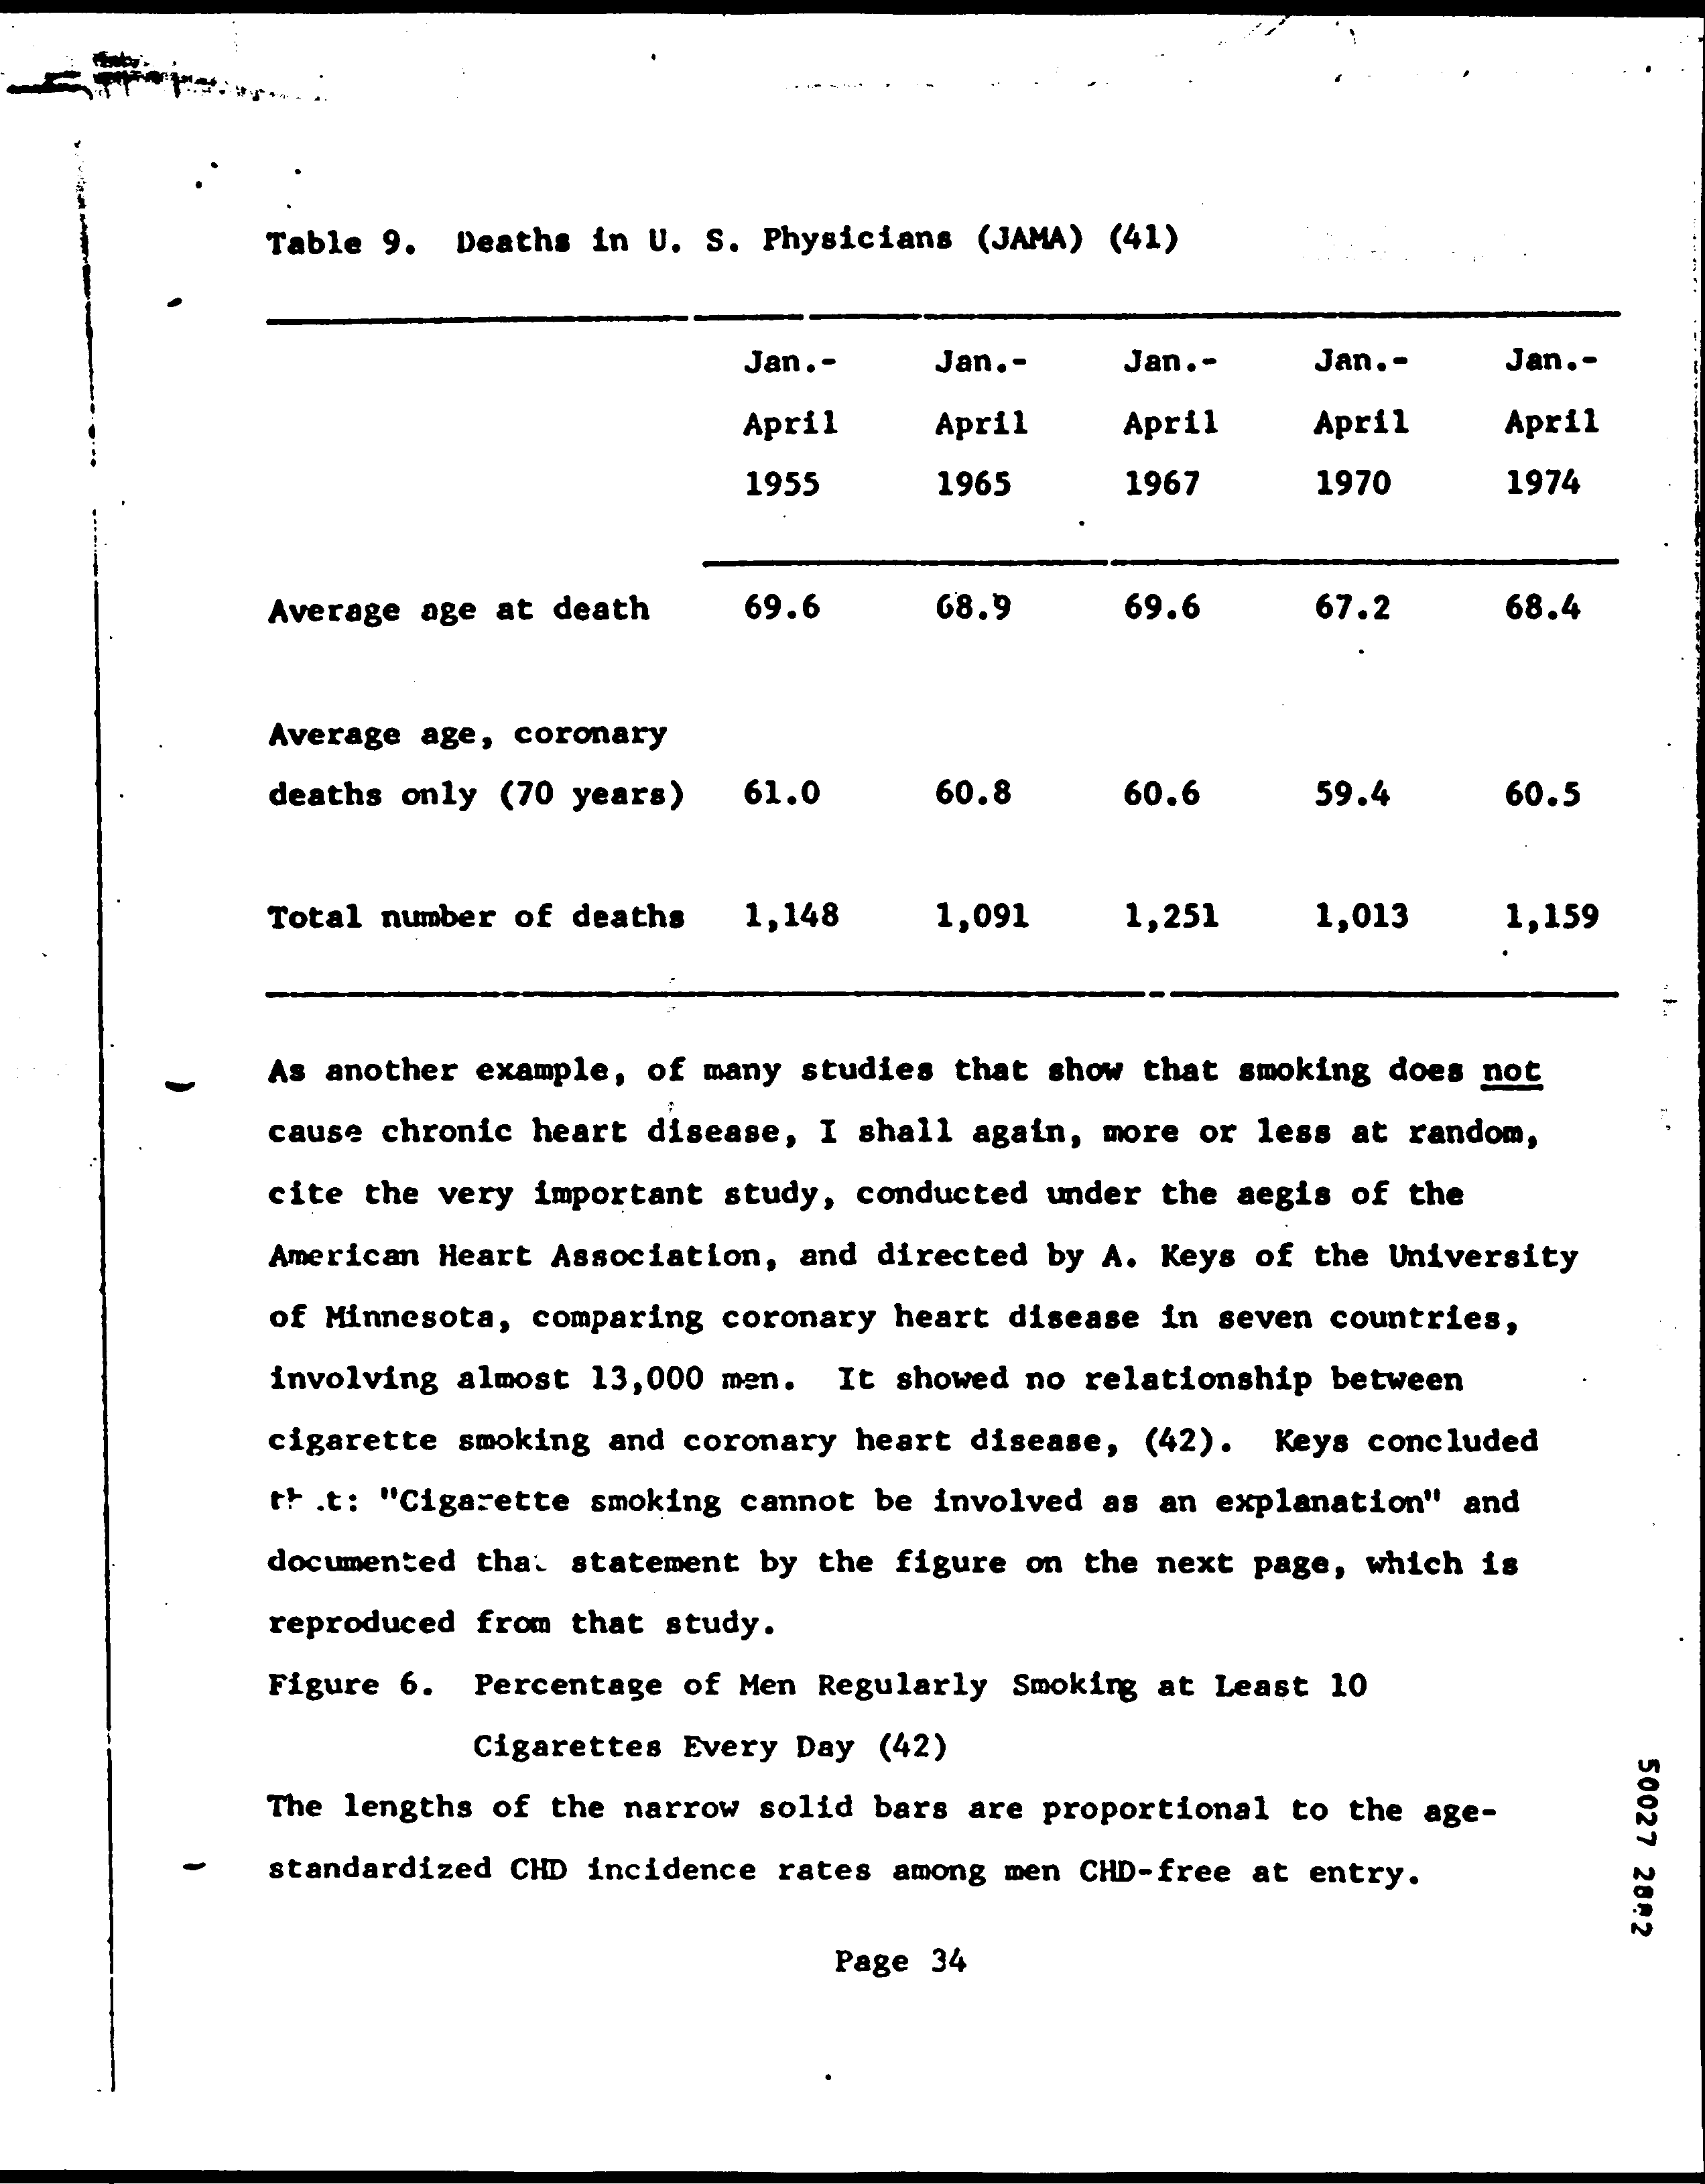 Table 9. Deaths in U. S. Physicians (JAMA) (41)
Jan.- Jan.- Jan.- Jan.- Jan.-
April April April April April
1955 1965 1967 1970 1974
Average age at death 69.6 68.9 69.6 67.2 68.4
Average age, coronary
deaths only (70 years) 61.0 60.8 60.6 59.4 60.5
Total number of deaths 1,148 1,091 1,251 1,013 1,159
As another example, of many studies that show that smoking does not
cause chronic heart disease, I shall again, more or less at random,
cite the very important study, conducted under the aegis of the
American Heart Association, and directed by A. Keys of the University
of Minnesota, comparing coronary heart disease in seven countries,
involving almost 13,000 men. It showed no relationship between
cigarette smoking and coronary heart disease, (42). Keys concluded
that: "Cigarette smoking cannot be involved as an explanation" and
documented that statement by the figure on the next page, which is
reproduced from that study.
Figure 6. Percentage of Men Regularly Smoking at Least 10
Cigarettes Every Day (42)
The lengths of the narrow solid bars are proportional to the age-
standardized CHD incidence rates among men CHD-free at entry.
Page 34
50027 2882